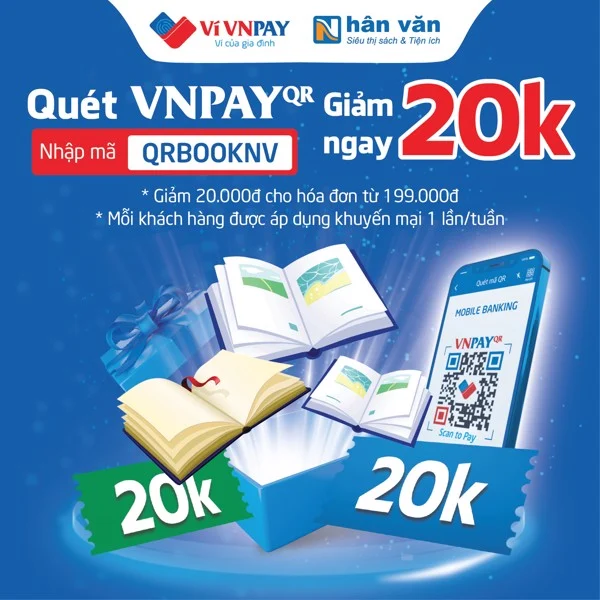 Ví VNPAY
Ví của gia đình
nhân văn
Siêu thị sách & Tiện ích
Quét VNPAYQR Giảm ngay 20k
Nhập mã QRBOOKNV
* Giảm 20.000đ cho hóa đơn từ 199.000đ
* Mỗi khách hàng được áp dụng khuyến mại 1 lần/tuần
Quét mã QR
MOBILE BANKING
VNPAYQR
Scan to Pay
20k
20k